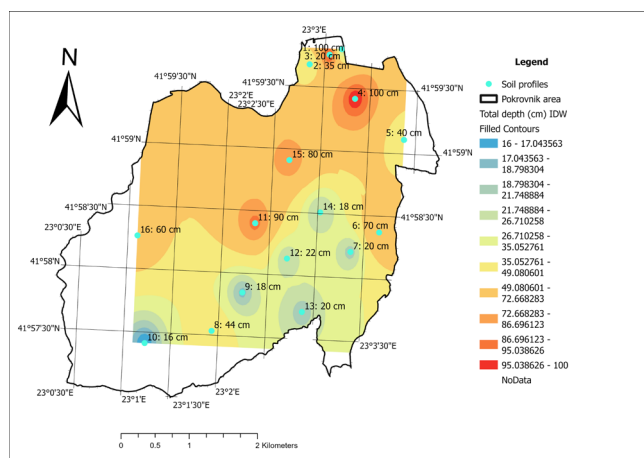 23°3'E
1: 100 cm
3: 20 cm
2: 35 cm
N
41°59'30"N
23°2'E
23°2'30"E
4: 100 cm
41°59'30"N
5: 40 cm
41°59'N
41°59'N
15: 80 cm
41°58'30"N
14: 18 cm
11: 90 cm
41°58'30"N
23°0'30"E
16: 60 cm
6: 70 cm
7: 20 cm
12: 22 cm
41°58'N
9: 18 cm
13: 20 cm
41°57'30"N
8: 44 cm
10: 16 cm
23°3'30"E
23°0'30"E
23°1'E
23°2'E
23°1'30"E
0 0.5 1 2 Kilometers
Legend
Soil profiles
Pokrovnik area
Total depth (cm) IDW
Filled Contours
16 - 17.043563
17.043563 -
18.798304
18.798304 -
21.748884
21.748884 -
26.710258
26.710258 -
35.052761
35.052761 -
49.080601
49.080601 -
72.668283
72.668283 -
86.696123
86.696123 -
95.038626
95.038626 - 100
NoData